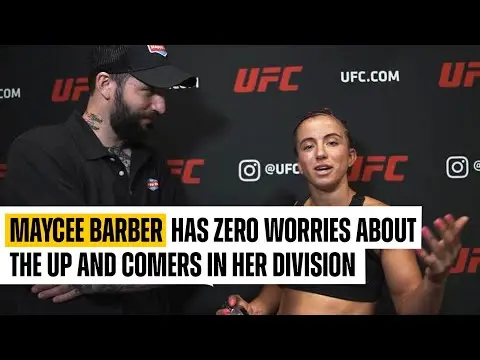 UFC
UFC
UFC.COM
UFC
.COM
UFC
@UFC
UFC
@
MAYCEE BARBER HAS ZERO WORRIES ABOUT
THE UP AND COMERS IN HER DIVISION